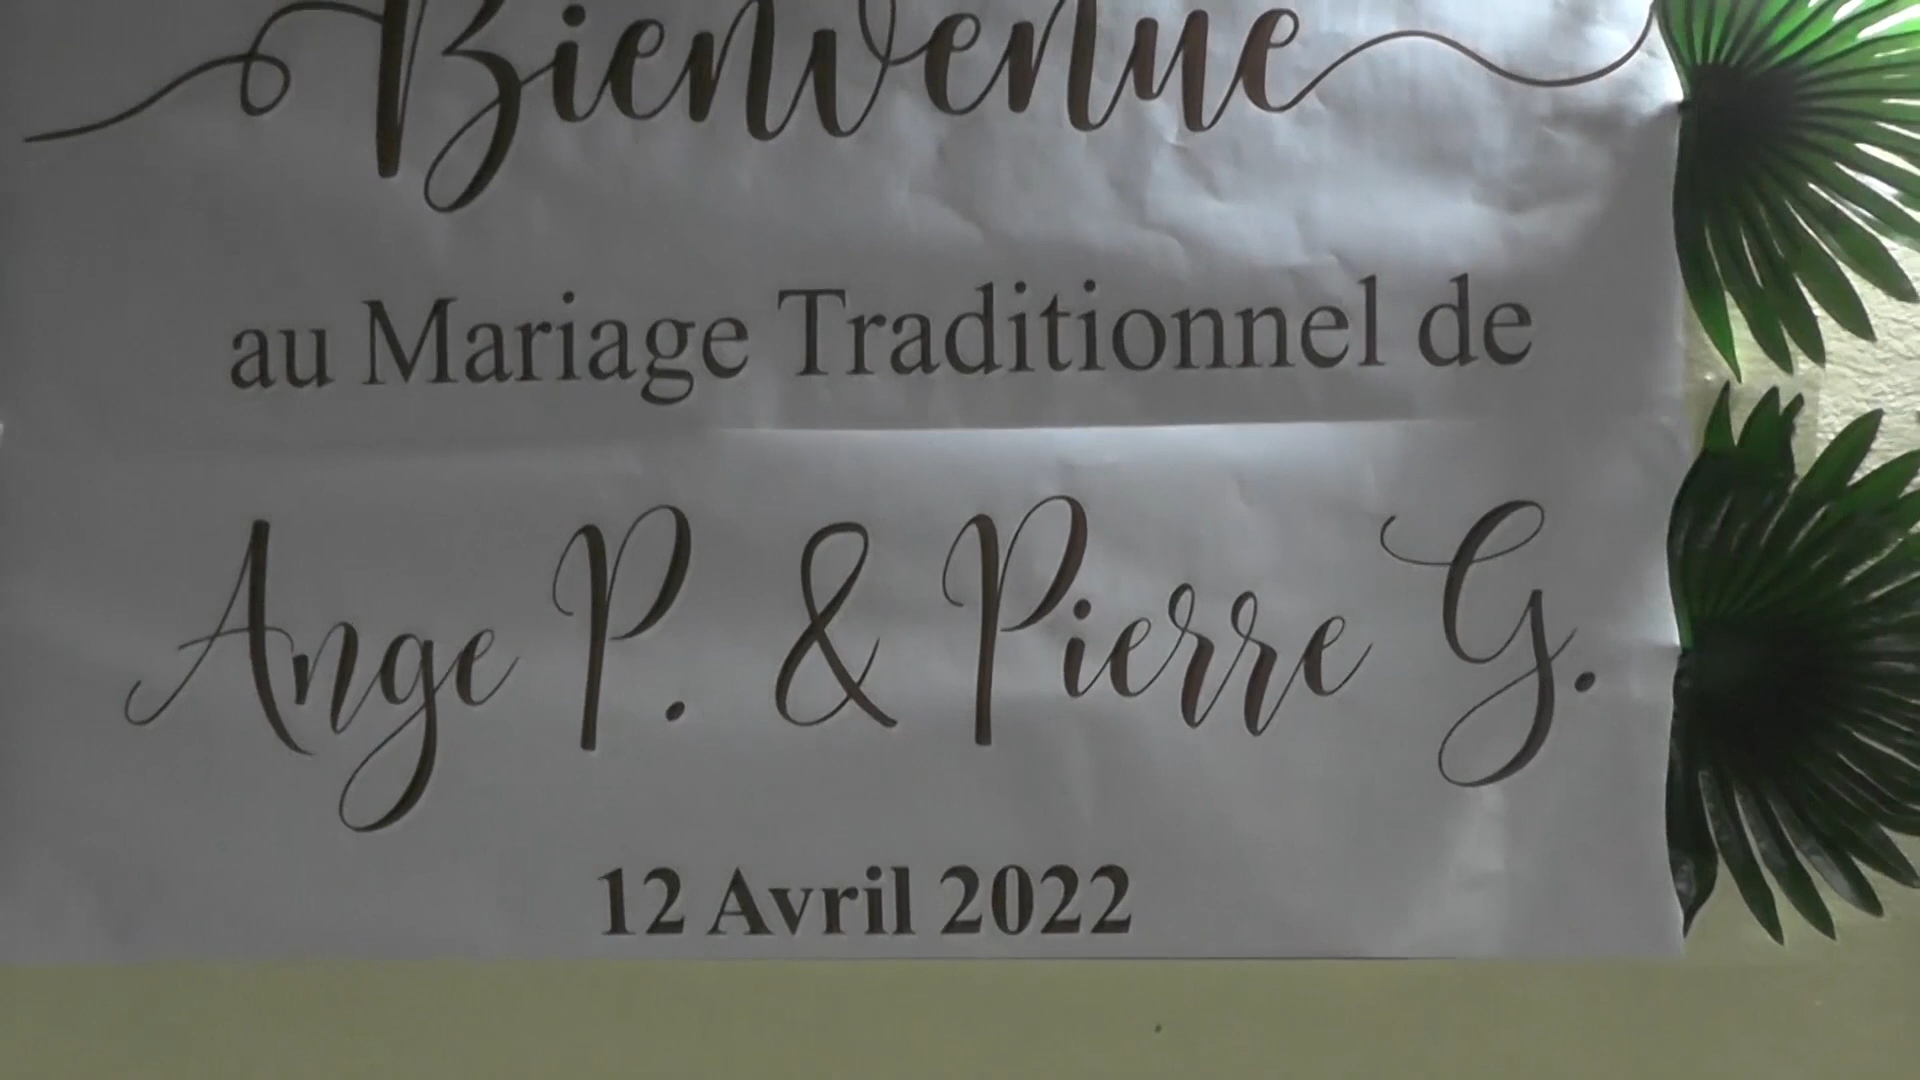 Bienvenue
au Mariage Traditionnel de
Ange P. & Pierre G.
12 Avril 2022